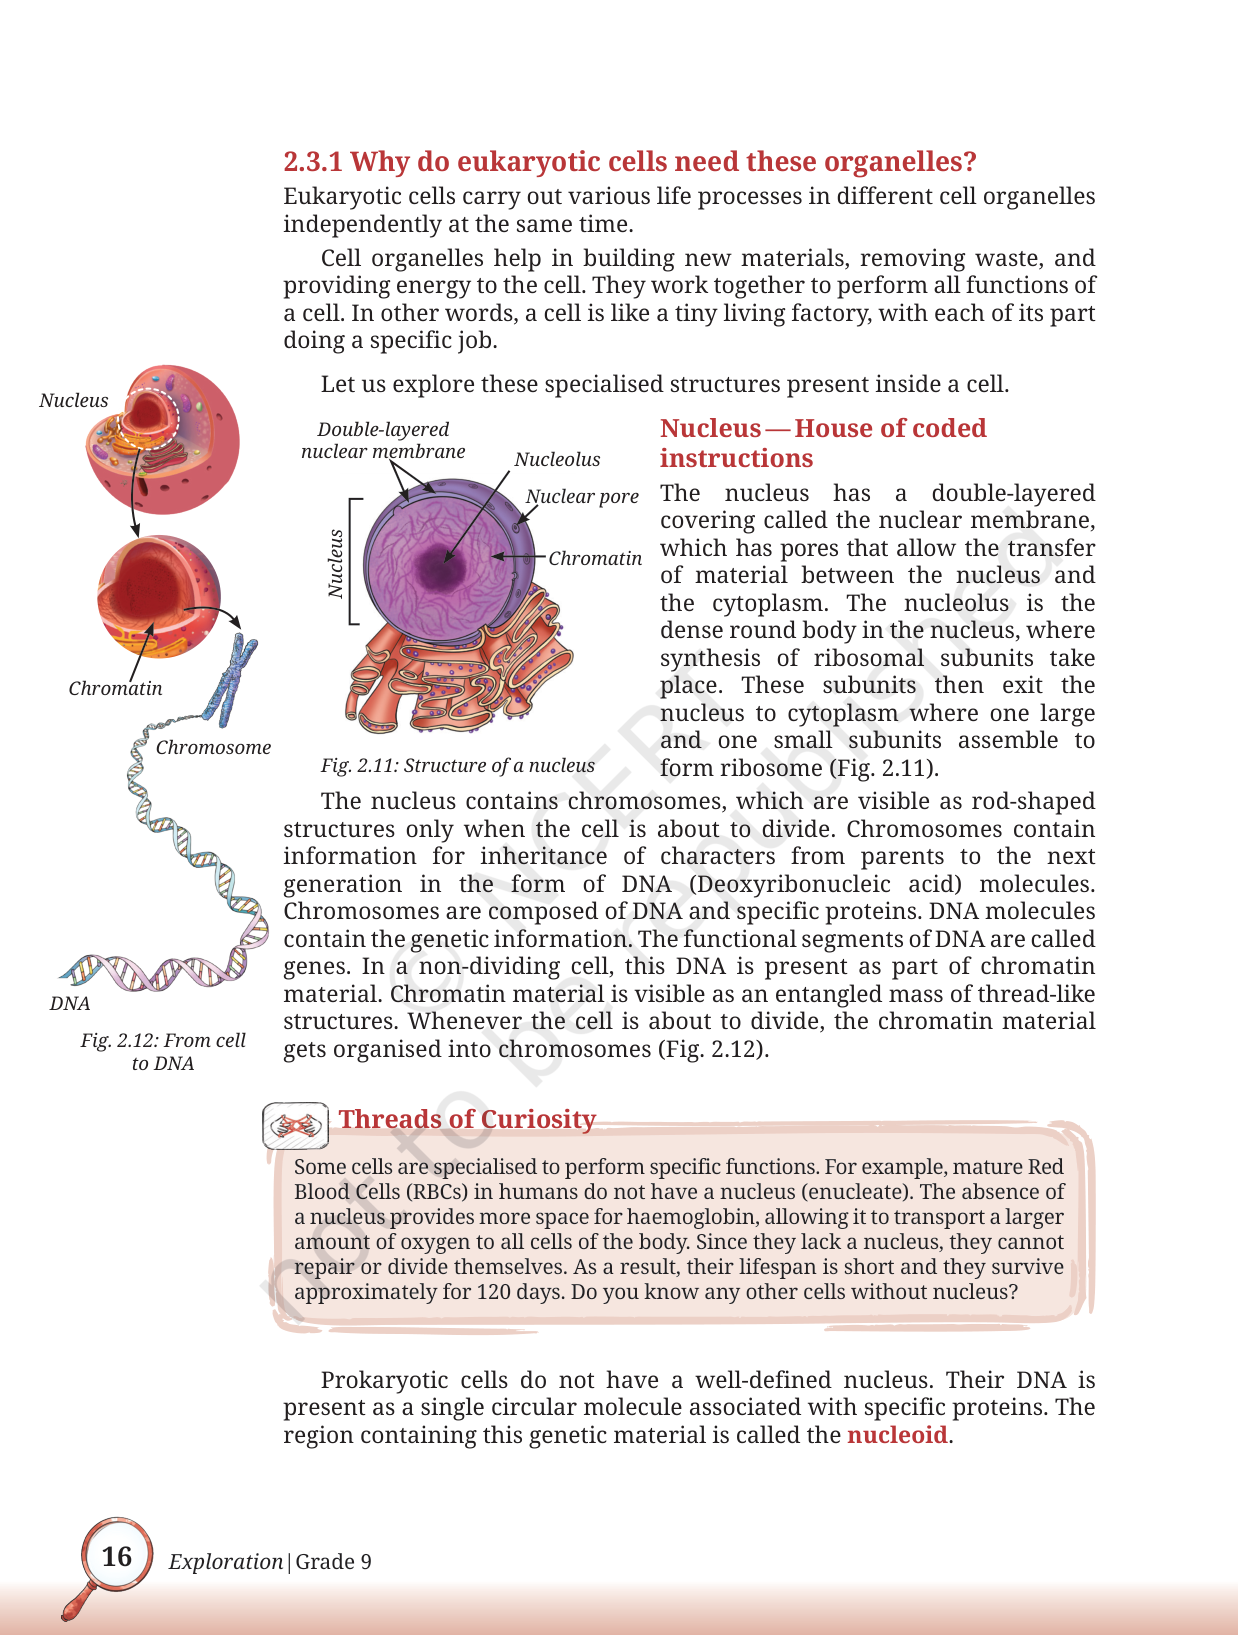 2.3.1 Why do eukaryotic cells need these organelles?
Eukaryotic cells carry out various life processes in different cell organelles
independently at the same time.
Cell organelles help in building new materials, removing waste, and
providing energy to the cell. They work together to perform all functions of
a cell. In other words, a cell is like a tiny living factory, with each of its part
doing a specific job.
Let us explore these specialised structures present inside a cell.
Nucleus
Chromatin
Chromosome
DNA
Fig. 2.12: From cell
to DNA
Double-layered
nuclear membrane
Nucleolus
Nuclear pore
Chromatin
Nucleus
Fig. 2.11: Structure of a nucleus
Nucleus — House of coded
instructions
The nucleus has a double-layered
covering called the nuclear membrane,
which has pores that allow the transfer
of material between the nucleus and
the cytoplasm. The nucleolus is the
dense round body in the nucleus, where
synthesis of ribosomal subunits take
place. These subunits then exit the
nucleus to cytoplasm where one large
and one small subunits assemble to
form ribosome (Fig. 2.11).
The nucleus contains chromosomes, which are visible as rod-shaped
structures only when the cell is about to divide. Chromosomes contain
information for inheritance of characters from parents to the next
generation in the form of DNA (Deoxyribonucleic acid) molecules.
Chromosomes are composed of DNA and specific proteins. DNA molecules
contain the genetic information. The functional segments of DNA are called
genes. In a non-dividing cell, this DNA is present as part of chromatin
material. Chromatin material is visible as an entangled mass of thread-like
structures. Whenever the cell is about to divide, the chromatin material
gets organised into chromosomes (Fig. 2.12).
Threads of Curiosity
Some cells are specialised to perform specific functions. For example, mature Red
Blood Cells (RBCs) in humans do not have a nucleus (enucleate). The absence of
a nucleus provides more space for haemoglobin, allowing it to transport a larger
amount of oxygen to all cells of the body. Since they lack a nucleus, they cannot
repair or divide themselves. As a result, their lifespan is short and they survive
approximately for 120 days. Do you know any other cells without nucleus?
Prokaryotic cells do not have a well-defined nucleus. Their DNA is
present as a single circular molecule associated with specific proteins. The
region containing this genetic material is called the nucleoid.
16
Exploration|Grade 9
© NCERT
not to be republished